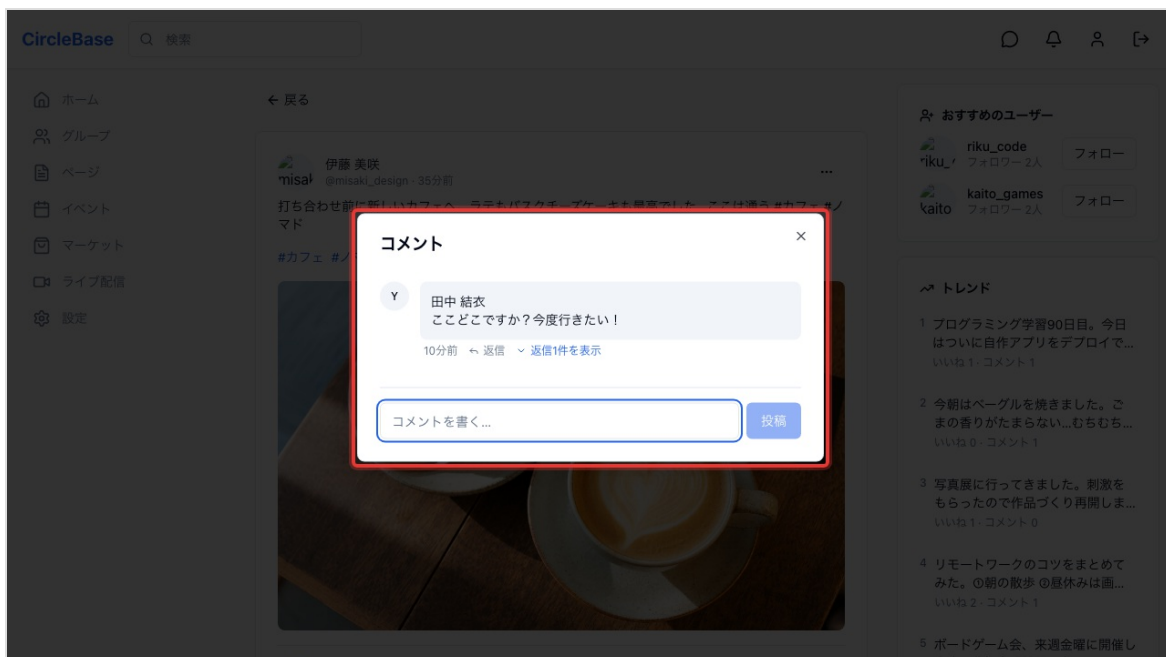 CircleBase
検索
ホーム
グループ
ページ
イベント
マーケット
ライブ配信
設定
戻る
伊藤 美咲
@misaki_design · 35分前
打ち合わせ前に新しいカフェへ。ラテもバスクチーズケーキも最高でした。ここは通う #カフェ #ノ
マド
#カフェ #ノ
コメント
Y
田中 結衣
ここどこですか？今度行きたい！
10分前 返信 返信1件を表示
コメントを書く...
投稿
おすすめのユーザー
riku_code
フォロワー 2人
フォロー
kaito_games
フォロワー 2人
フォロー
トレンド
1 プログラミング学習90日目。今日
はついに自作アプリをデプロイで...
いいね 1 · コメント 1
2 今朝はベーグルを焼きました。ご
まの香りがたまらない...むちむち...
いいね 0 · コメント 1
3 写真展に行ってきました。刺激を
もらったので作品づくり再開しま...
いいね 1 · コメント 0
4 リモートワークのコツをまとめて
みた。①朝の散歩 ②昼休みは画...
いいね 2 · コメント 1
5 ボードゲーム会、来週金曜に開催し